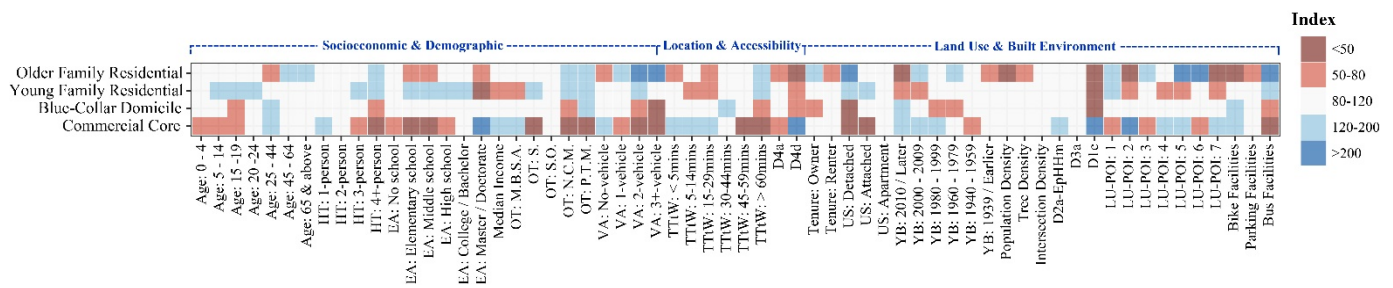 Index
Socioeconomic & Demographic
Location & Accessibility
Land Use & Built Environment
<50
50-80
80-120
120-200
>200
Older Family Residential
Young Family Residential
Blue-Collar Domicile
Commercial Core
Age: 0 - 4
Age: 5 - 14
Age: 15 -19
Age: 20 -24
Age: 25 - 44
Age: 45 - 64
Age: 65 & above
HT: 1-person
HT: 2-person
HT: 3-person
HT: 4+-person
EA: No school
EA: Elementary school
EA: Middle school
EA: High school
EA: College / Bachelor
EA: Master / Doctorate
Median Income
OT: M.B.S.A.
OT: S.
OT: S.O.
OT: N.C.M.
OT: P.T.M.
VA: No-vehicle
VA: 1-vehicle
VA: 2-vehicle
VA: 3+-vehicle
TTtW: < 5mins
TTtW: 5-14mins
TTtW: 15-29mins
TTtW: 30-44mins
TTtW: 45-59mins
TTtW: > 60mins
D4a
D4d
Tenure: Owner
Tenure: Renter
US: Detached
US: Attached
US: Apartment
YB: 2010 / Later
YB: 2000 - 2009
YB: 1980 - 1999
YB: 1960 - 1979
YB: 1940 - 1959
YB: 1939 / Earlier
Population Density
Tree Density
Intersection Density
D2a-EpHHm
D3a
D1c
LU-POI: 1
LU-POI: 2
LU-POI: 3
LU-POI: 4
LU-POI: 5
LU-POI: 6
LU-POI: 7
Bike Facilities
Parking Facilities
Bus Facilities